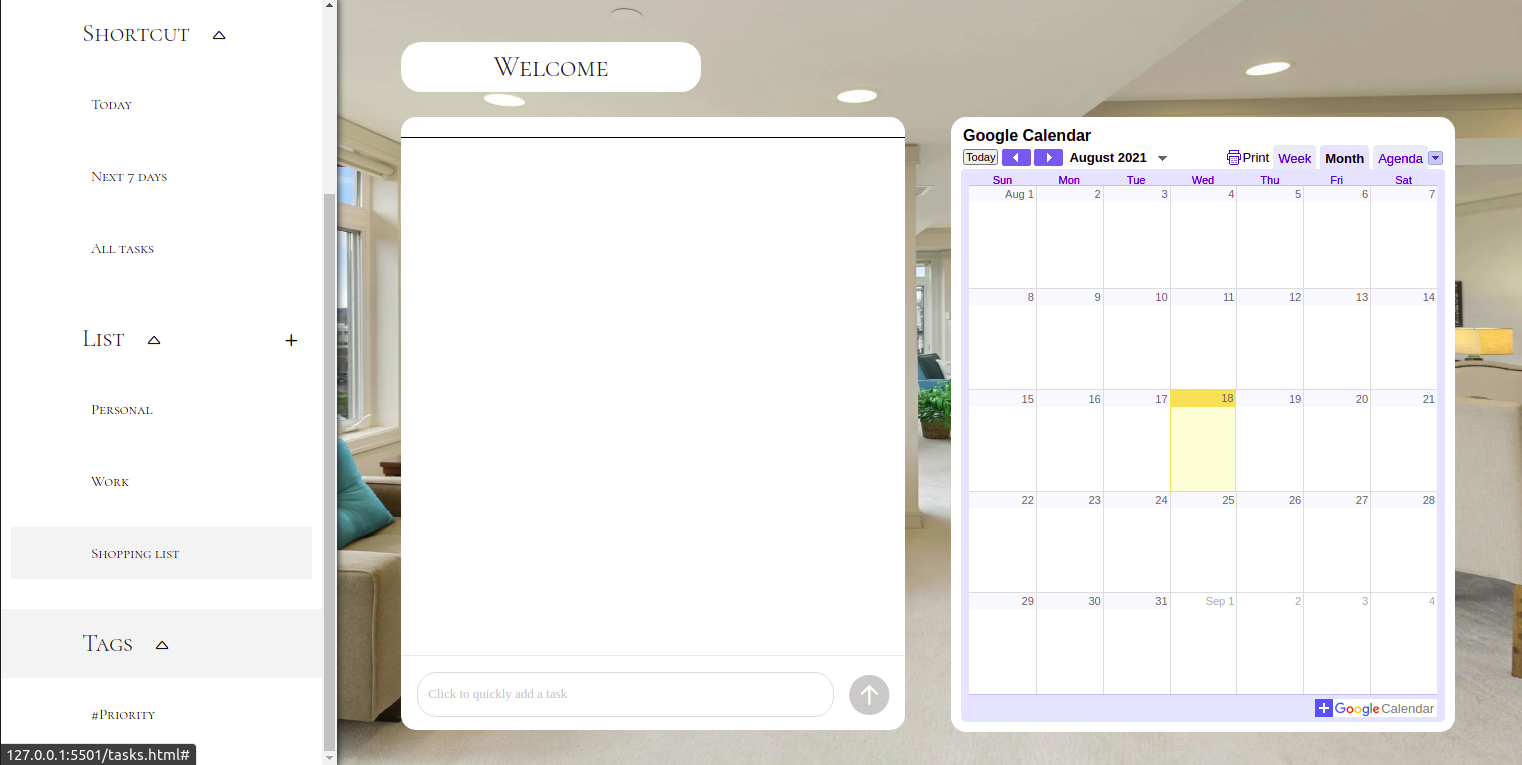 Shortcut
Today
Next 7 days
All tasks
List +
Personal
Work
Shopping list
Tags
#Priority
127.0.0.1:5501/tasks.html#
Welcome
Click to quickly add a task
Google Calendar
Today August 2021 Print Week Month Agenda
Sun Mon Tue Wed Thu Fri Sat
Aug 1 2 3 4 5 6 7
8 9 10 11 12 13 14
15 16 17 18 19 20 21
22 23 24 25 26 27 28
29 30 31 Sep 1 2 3 4
Google Calendar